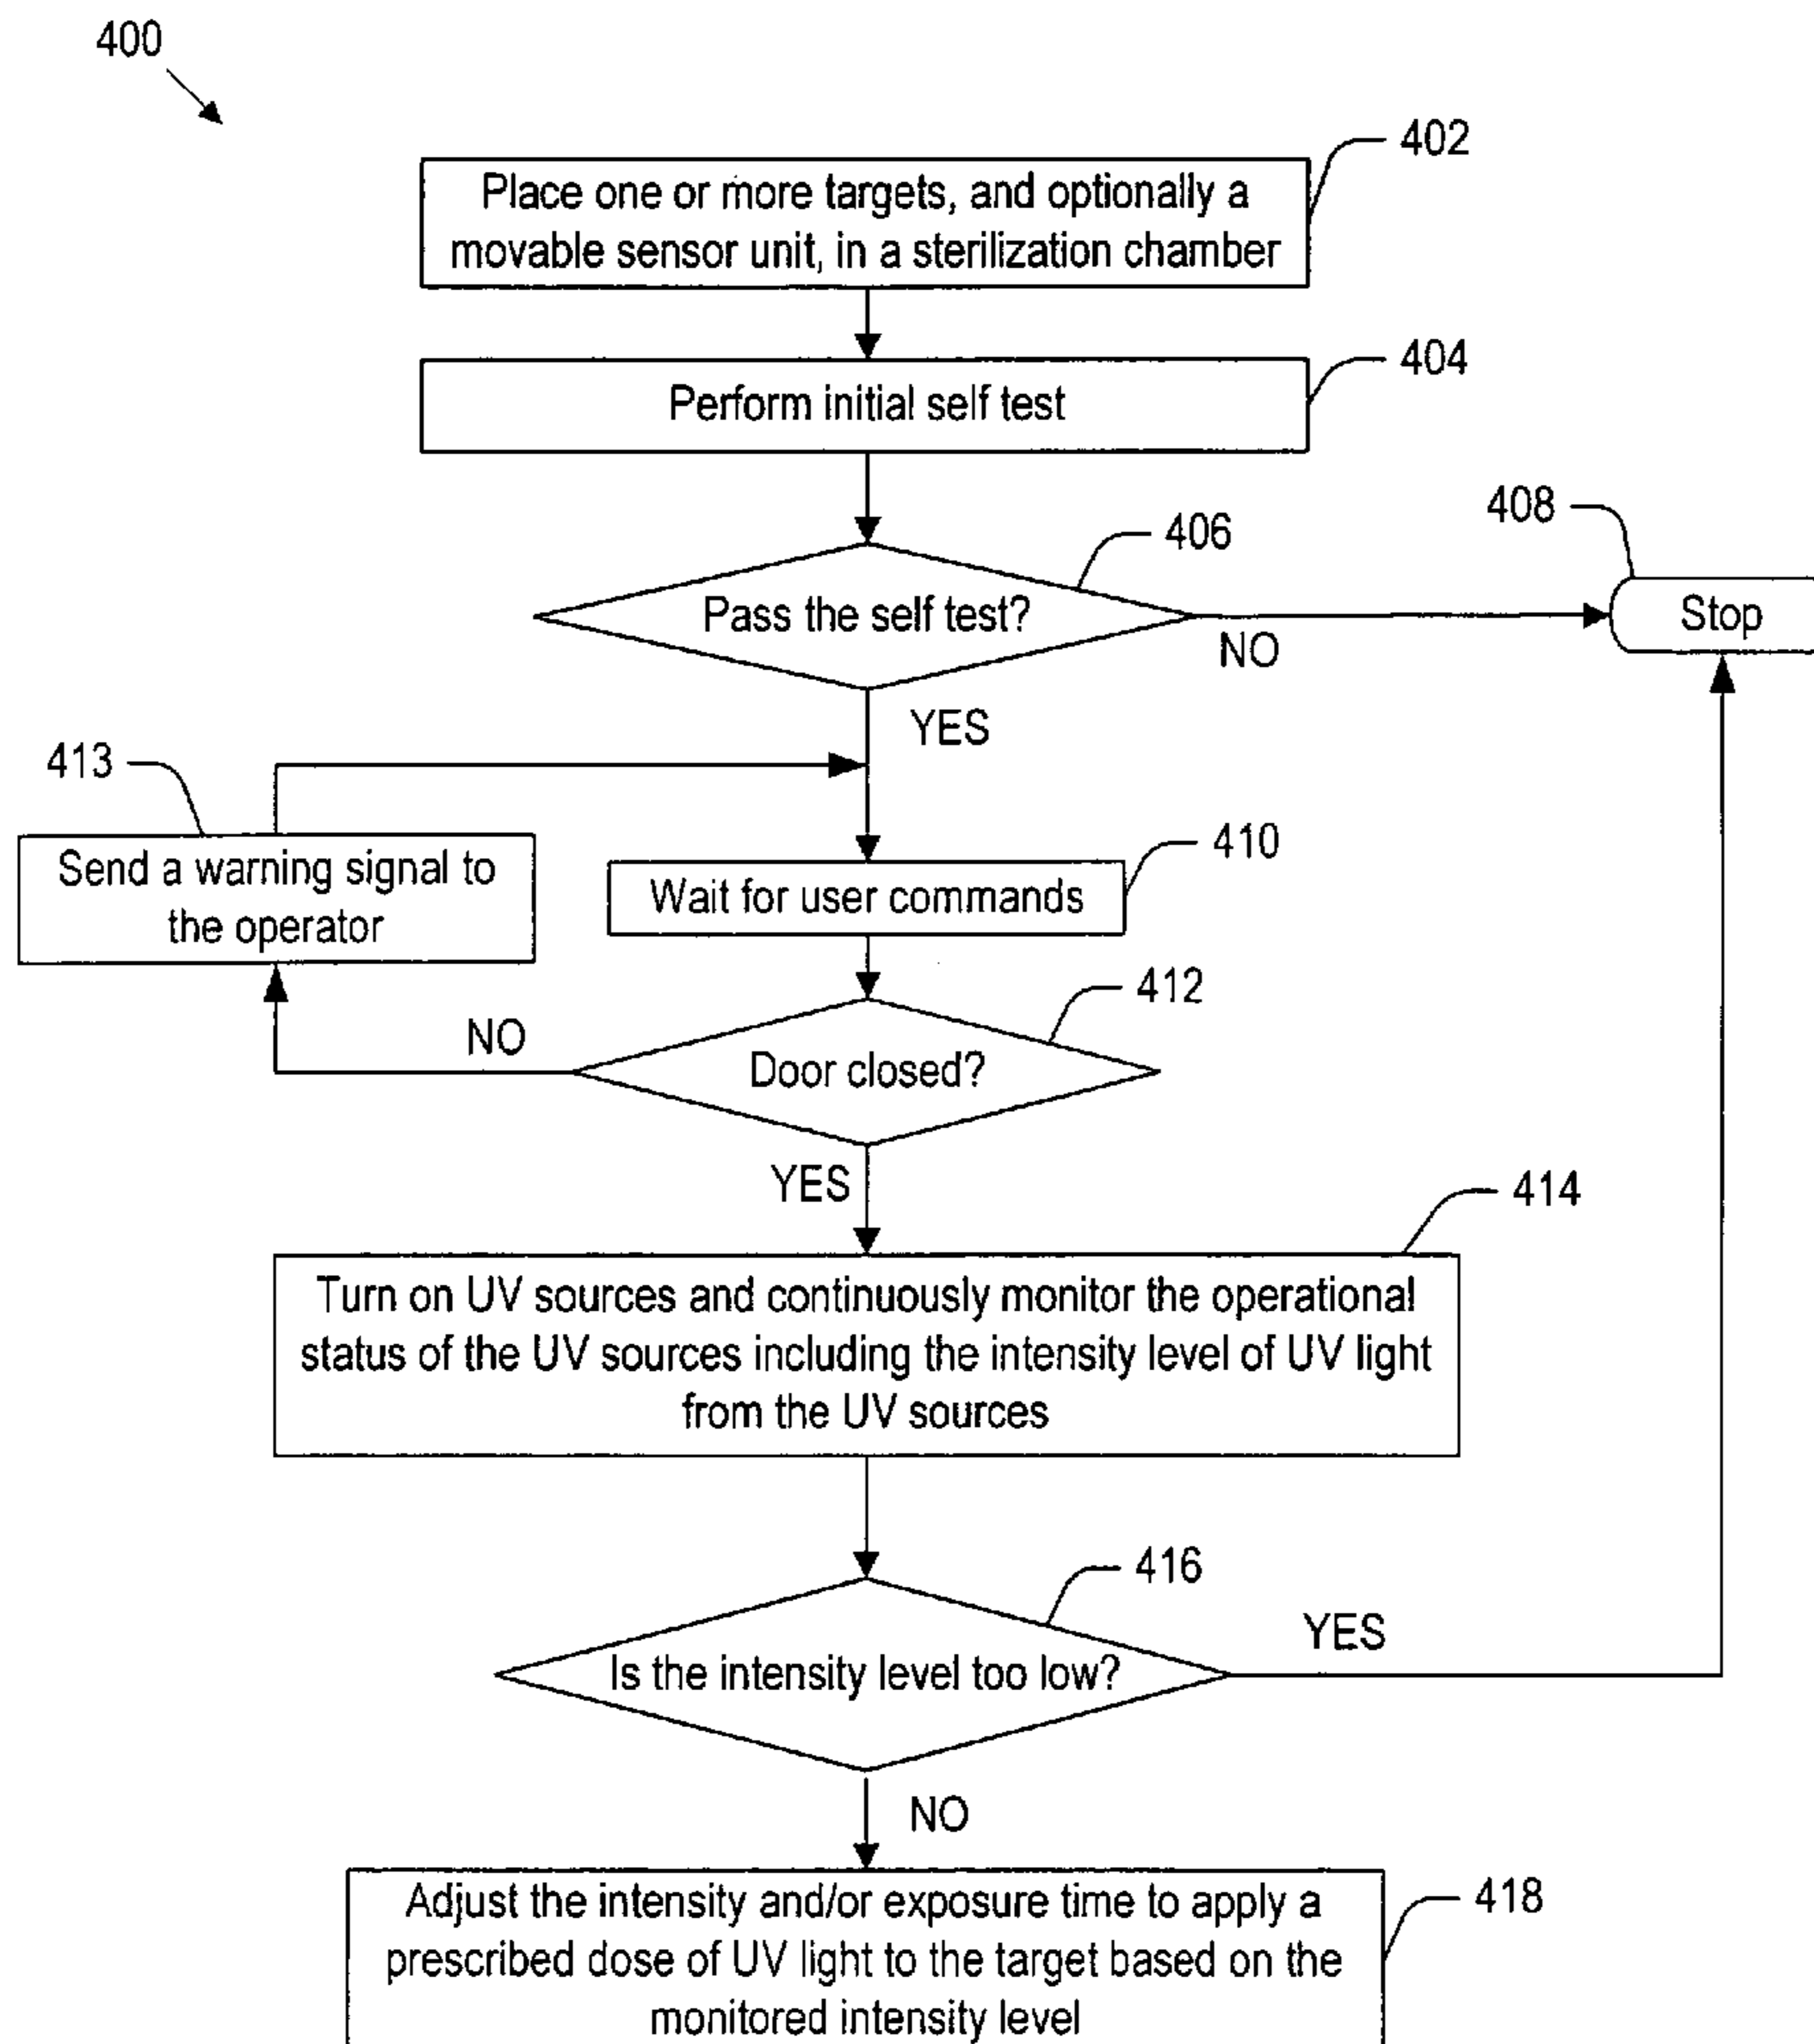 400
402
Place one or more targets, and optionally a
movable sensor unit, in a sterilization chamber
404
Perform initial self test
406
408
Pass the self test?
Stop
NO
YES
413
410
Send a warning signal to
the operator
Wait for user commands
412
NO
Door closed?
YES
414
Turn on UV sources and continuously monitor the operational
status of the UV sources including the intensity level of UV light
from the UV sources
416
YES
Is the intensity level too low?
NO
418
Adjust the intensity and/or exposure time to apply a
prescribed dose of UV light to the target based on the
monitored intensity level